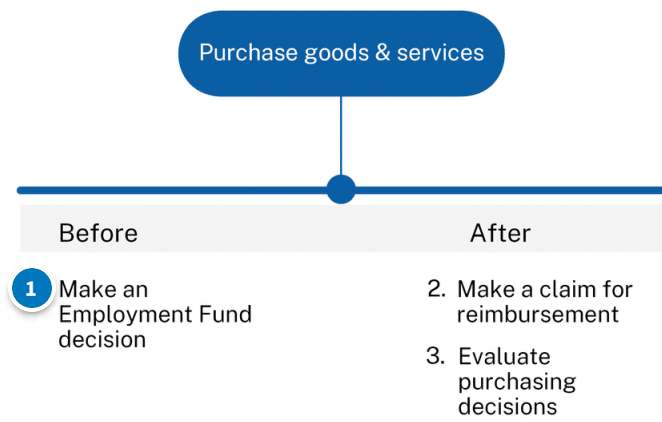 Purchase goods & services
Before
After
1 Make an
Employment Fund
decision
2. Make a claim for
reimbursement
3. Evaluate
purchasing
decisions